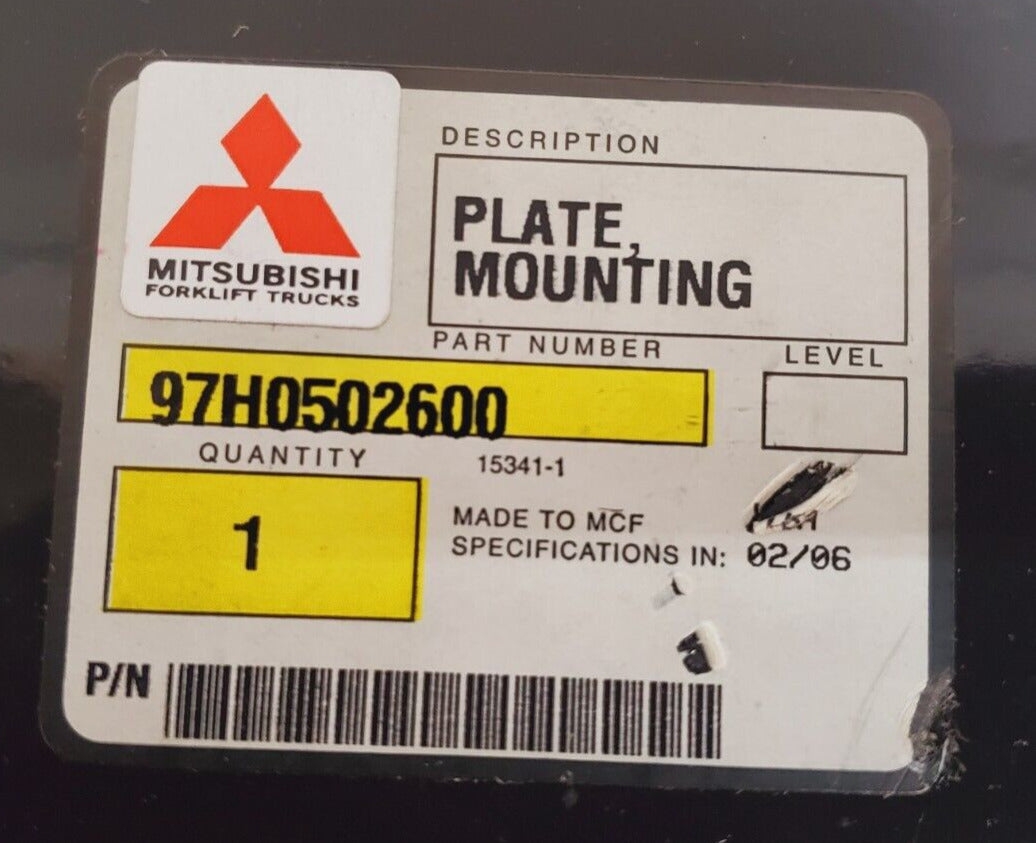 MITSUBISHI
FORKLIFT TRUCKS
DESCRIPTION
PLATE,
MOUNTING
PART NUMBER
LEVEL
97H0502600
QUANTITY
15341-1
1
MADE TO MCF
SPECIFICATIONS IN: 02/06
P/N